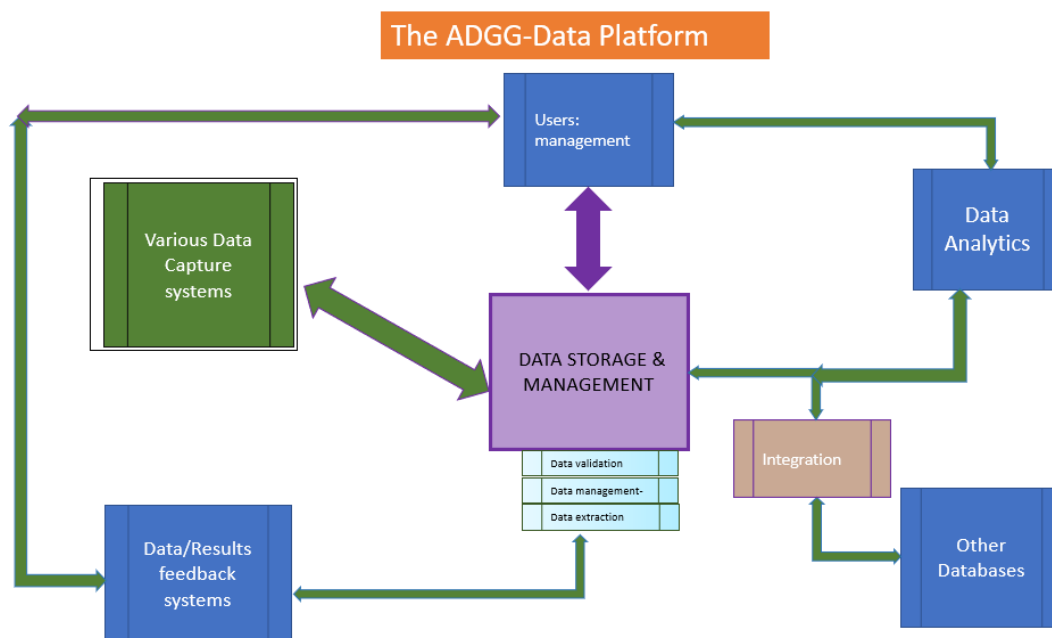 The ADGG-Data Platform
Users:
management
Various Data
Capture
systems
Data
Analytics
DATA STORAGE &
MANAGEMENT
Integration
Data validation
Data management-
Data extraction
Data/Results
feedback
systems
Other
Databases